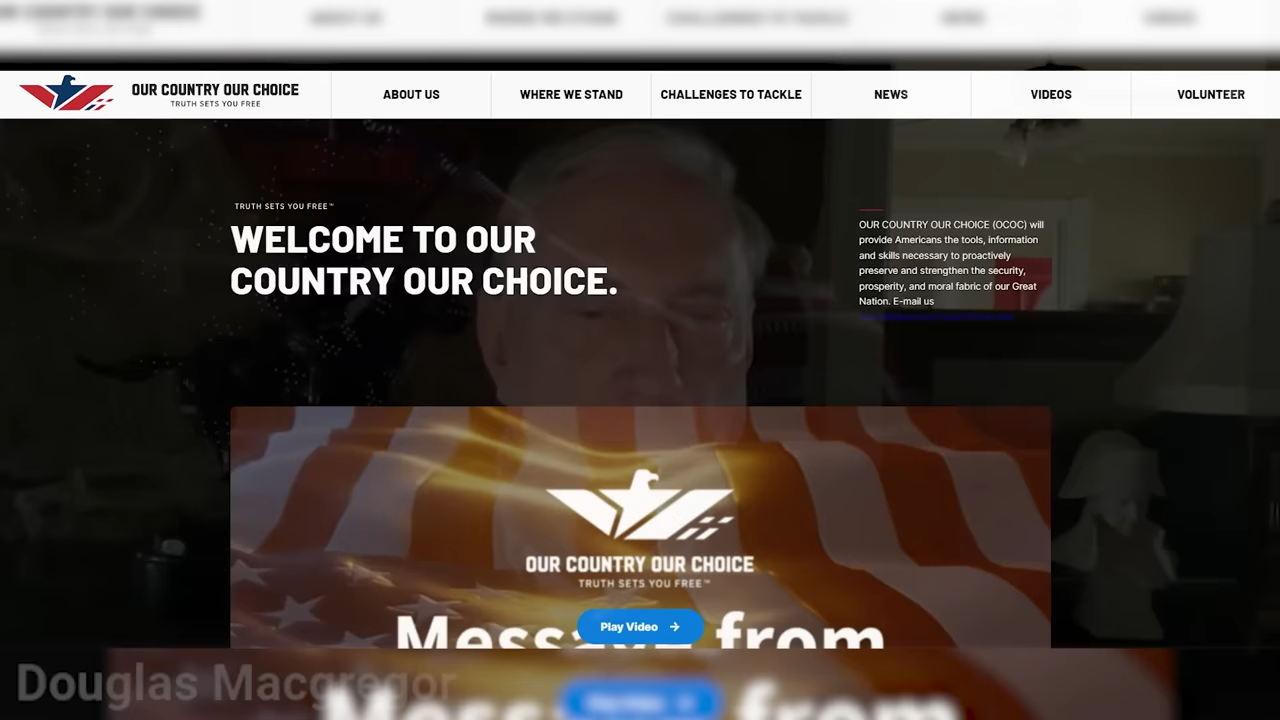 OUR COUNTRY OUR CHOICE
TRUTH SETS YOU FREE
ABOUT US
WHERE WE STAND
CHALLENGES TO TACKLE
NEWS
VIDEOS
VOLUNTEER
TRUTH SETS YOU FREE™
WELCOME TO OUR
COUNTRY OUR CHOICE.
OUR COUNTRY OUR CHOICE (OCOC) will
provide Americans the tools, information
and skills necessary to proactively
preserve and strengthen the security,
prosperity, and moral fabric of our Great
Nation. E-mail us
OUR COUNTRY OUR CHOICE
TRUTH SETS YOU FREE™
Play Video
Message from
Douglas Macgregor